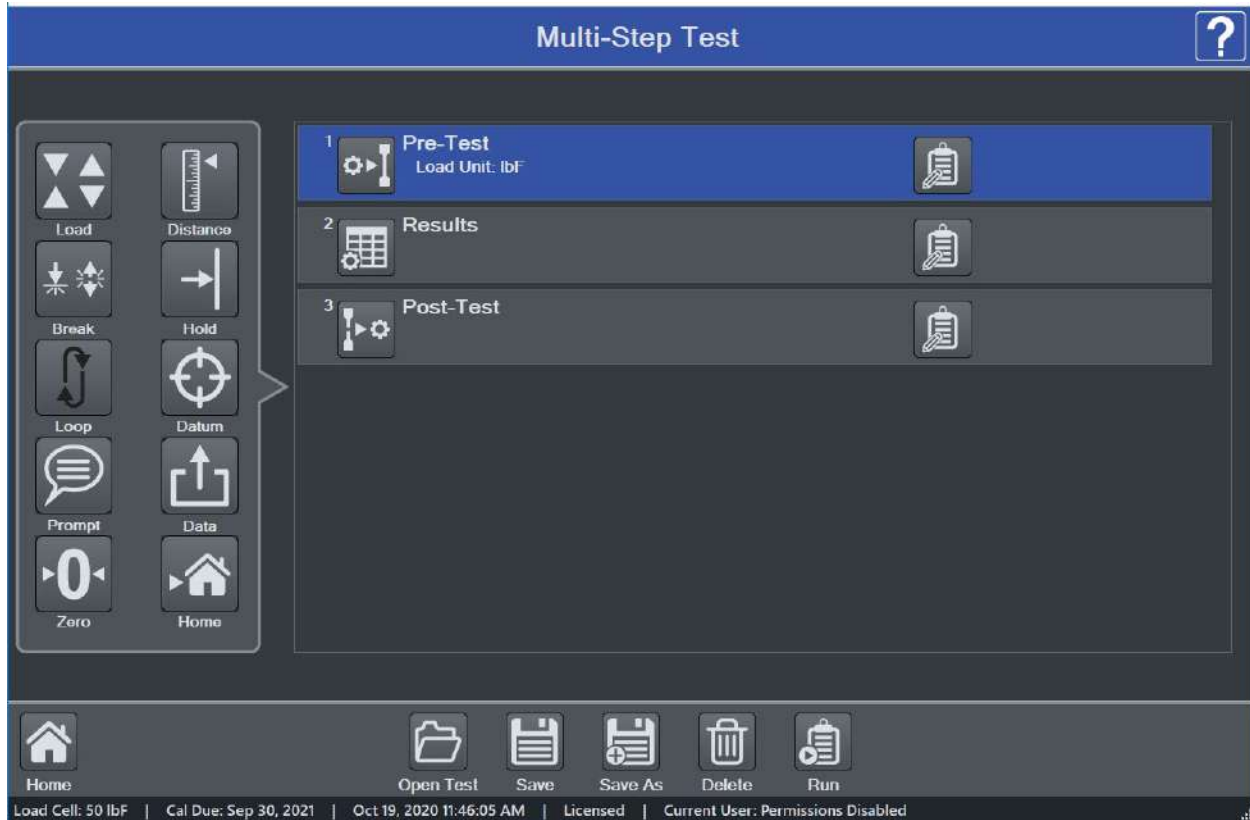 Multi-Step Test
?
Load
Distance
Break
Hold
Loop
Datum
Prompt
Data
0
Zero
Home
1
Pre-Test
Load Unit: lbF
2
Results
3
Post-Test
Home
Open Test
Save
Save As
Delete
Run
Load Cell: 50 lbF | Cal Due: Sep 30, 2021 | Oct 19, 2020 11:46:05 AM | Licensed | Current User: Permissions Disabled